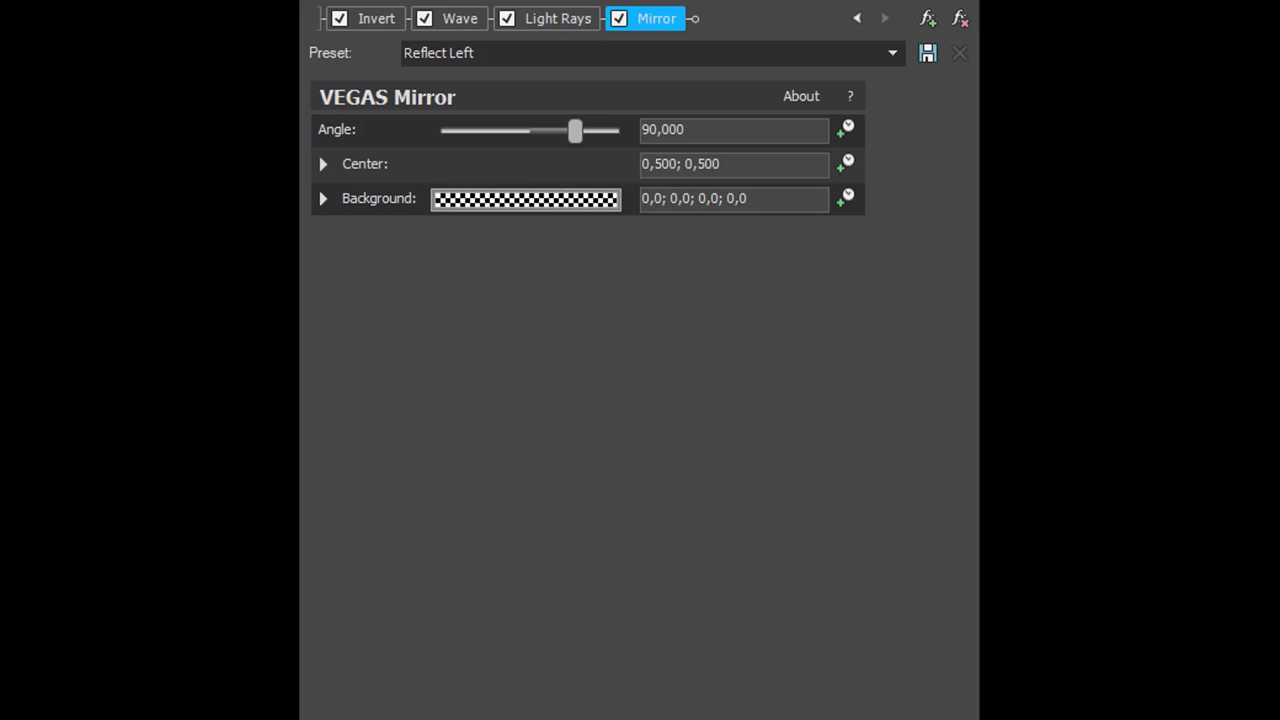 Invert Wave Light Rays Mirror
Preset: Reflect Left
VEGAS Mirror About ?
Angle: 90,000
Center: 0,500; 0,500
Background: 0,0; 0,0; 0,0; 0,0